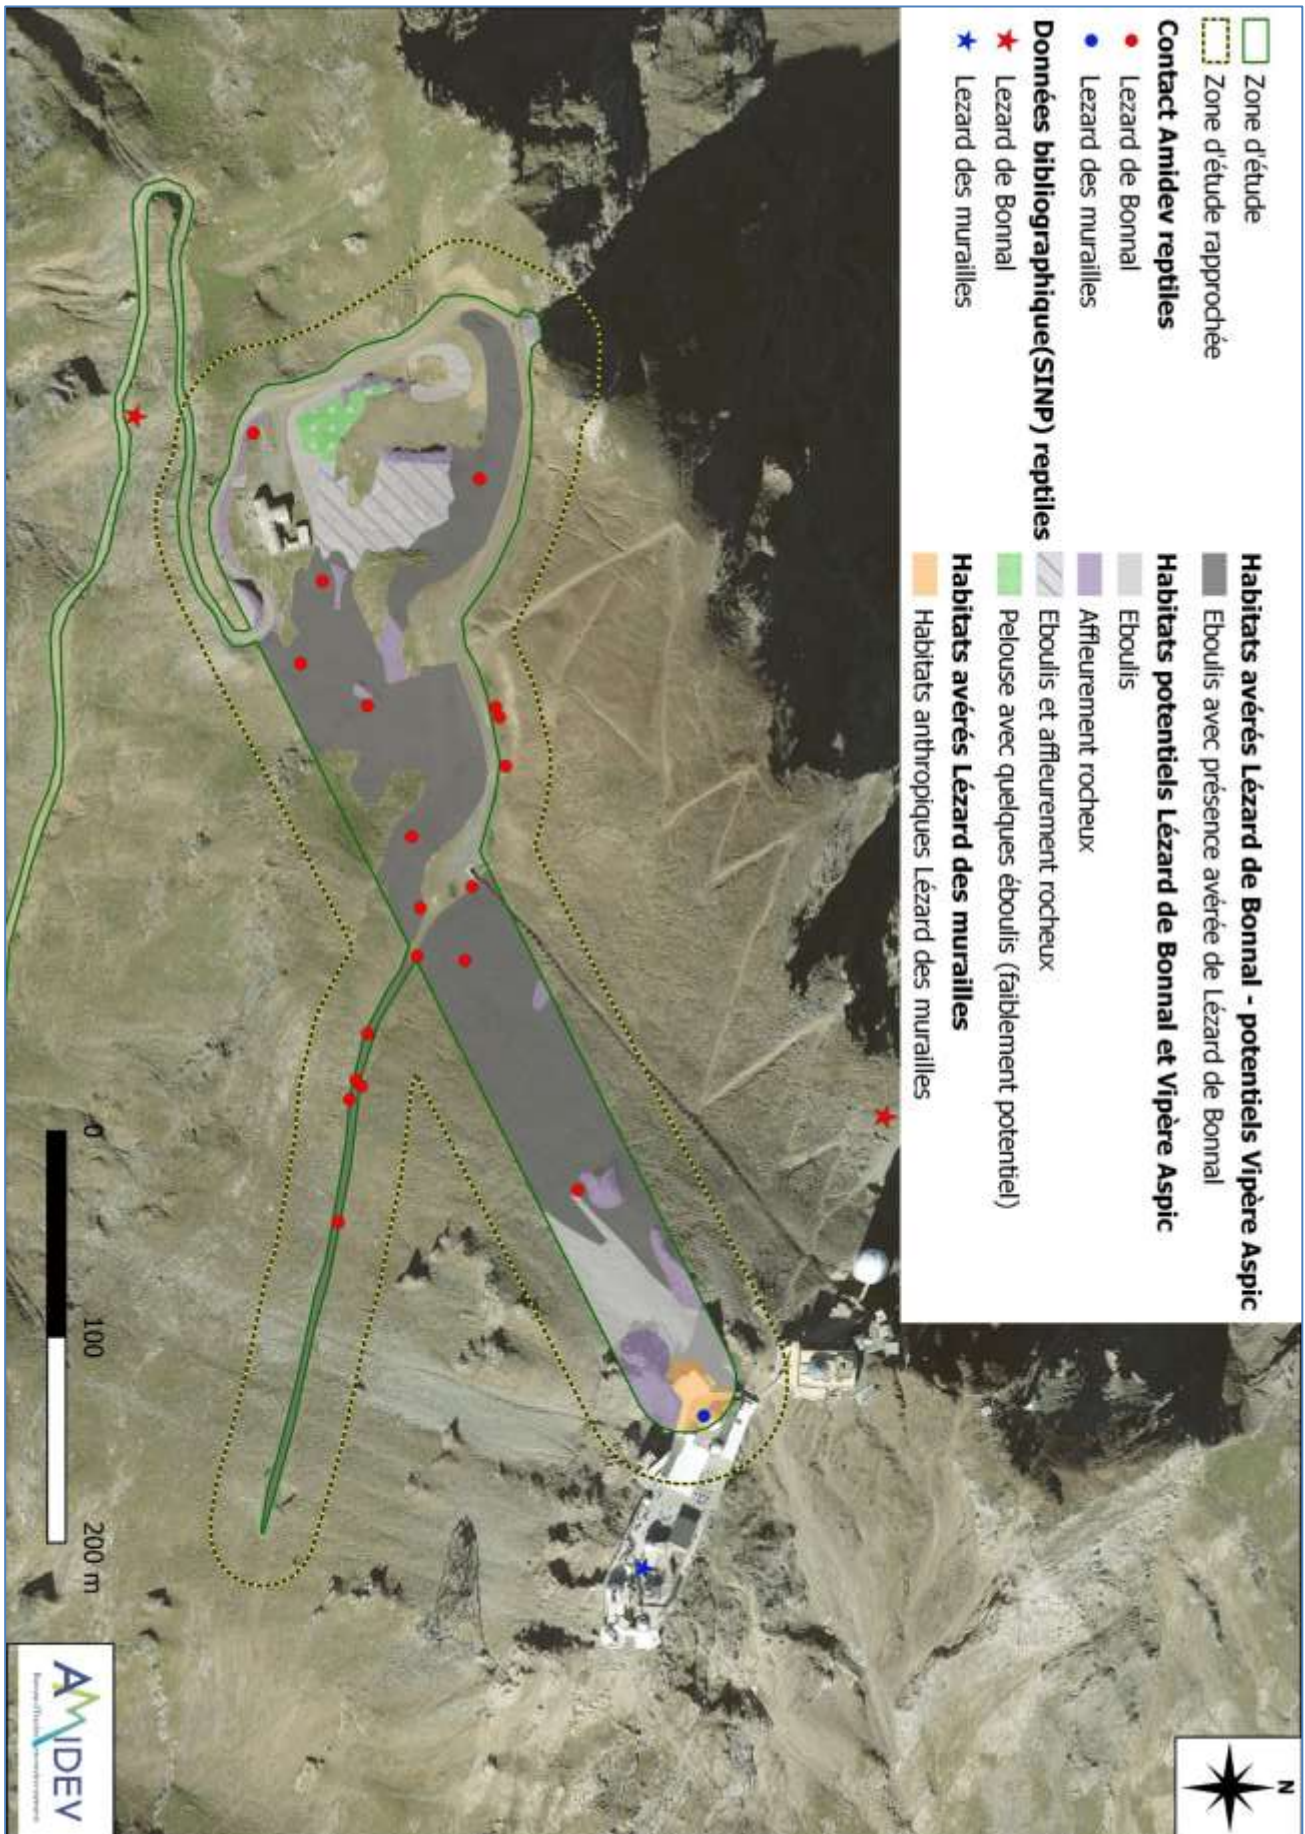 Zone d'étude
Zone d'étude rapprochée
Contact Amidev reptiles
Lezard de Bonnal
Lezard des murailles
Données bibliographique(SINP) reptiles
Lezard de Bonnal
Lezard des murailles
Habitats avérés Lézard de Bonnal - potentiels Vipère Aspic
Eboulis avec présence avérée de Lézard de Bonnal
Habitats potentiels Lézard de Bonnal et Vipère Aspic
Eboulis
Affleurement rocheux
Eboulis et affleurement rocheux
Pelouse avec quelques éboulis (faiblement potentiel)
Habitats avérés Lézard des murailles
Habitats anthropiques Lézard des murailles
N
0 100 200 m
AMIDEV